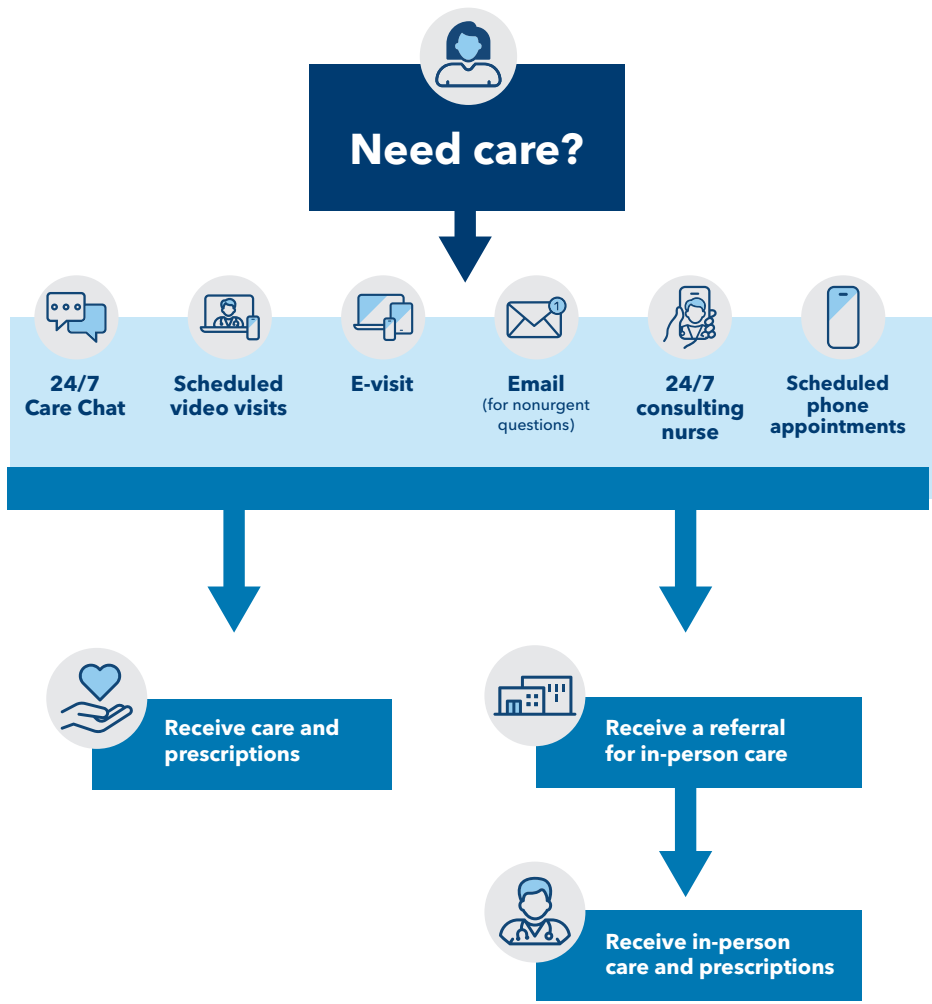 Need care?
24/7
Care Chat
Scheduled
video visits
E-visit
Email
(for nonurgent
questions)
1
24/7
consulting
nurse
Scheduled
phone
appointments
Receive care and
prescriptions
Receive a referral
for in-person care
Receive in-person
care and prescriptions